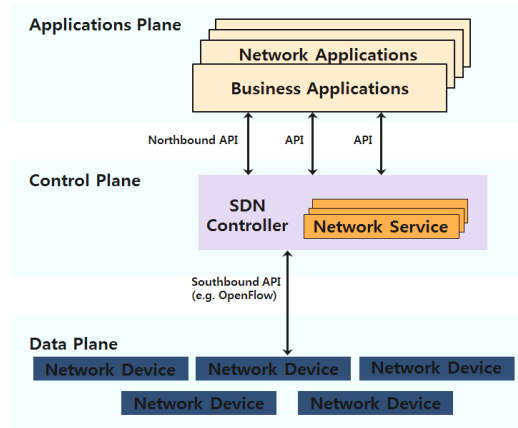 Applications Plane
Network Applications
Business Applications
Northbound API
API
API
Control Plane
SDN
Controller
Network Service
Southbound API
(e.g. OpenFlow)
Data Plane
Network Device
Network Device
Network Device
Network Device
Network Device